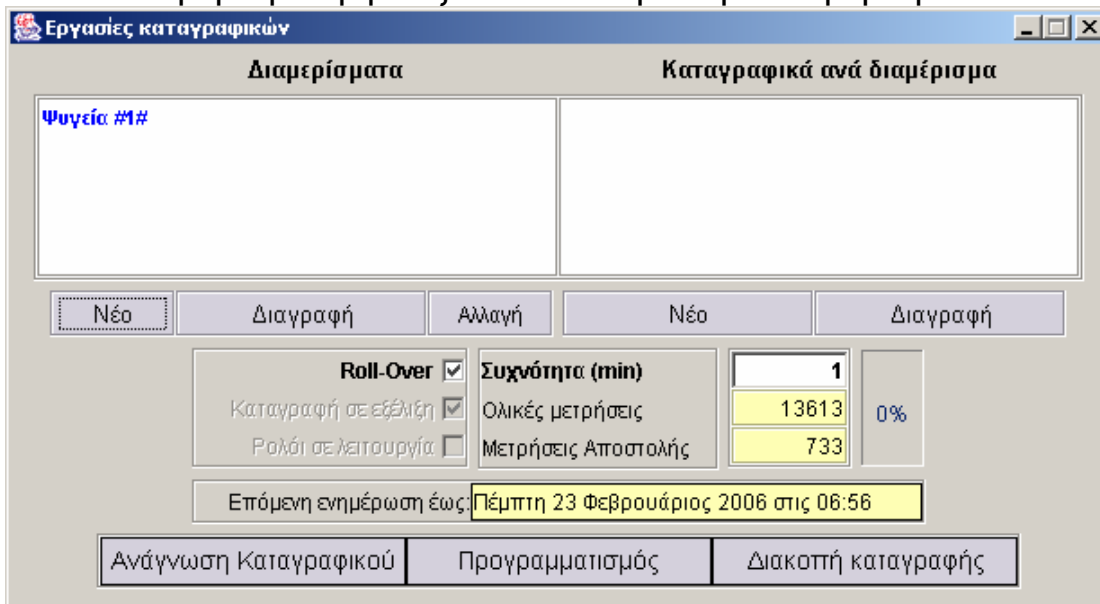 Εργασίες καταγραφικών
Διαμερίσματα Καταγραφικά ανά διαμέρισμα
Ψυγεία #1#
Νέο Διαγραφή Αλλαγή Νέο Διαγραφή
Roll-Over Συχνότητα (min) 1
Καταγραφή σε εξέλιξη Ολικές μετρήσεις 13613 0%
Ρολόι σε λειτουργία Μετρήσεις Αποστολής 733
Επόμενη ενημέρωση έως: Πέμπτη 23 Φεβρουάριος 2006 στις 06:56
Ανάγνωση Καταγραφικού Προγραμματισμός Διακοπή καταγραφής